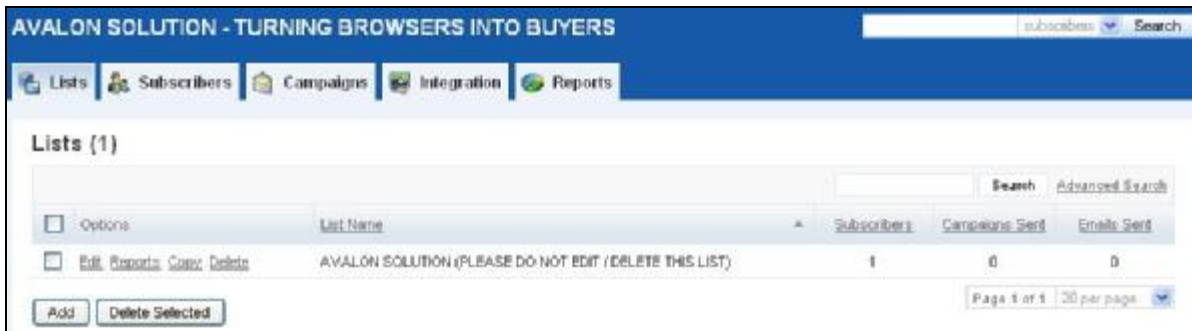 AVALON SOLUTION - TURNING BROWSERS INTO BUYERS
subscribers Search
Lists Subscribers Campaigns Integration Reports
Lists (1)
Search Advanced Search
Options List Name Subscribers Campaigns Sent Emails Sent
Edit Reports Copy Delete AVALON SOLUTION (PLEASE DO NOT EDIT / DELETE THIS LIST) 1 0 0
Page 1 of 1 20 per page
Add Delete Selected